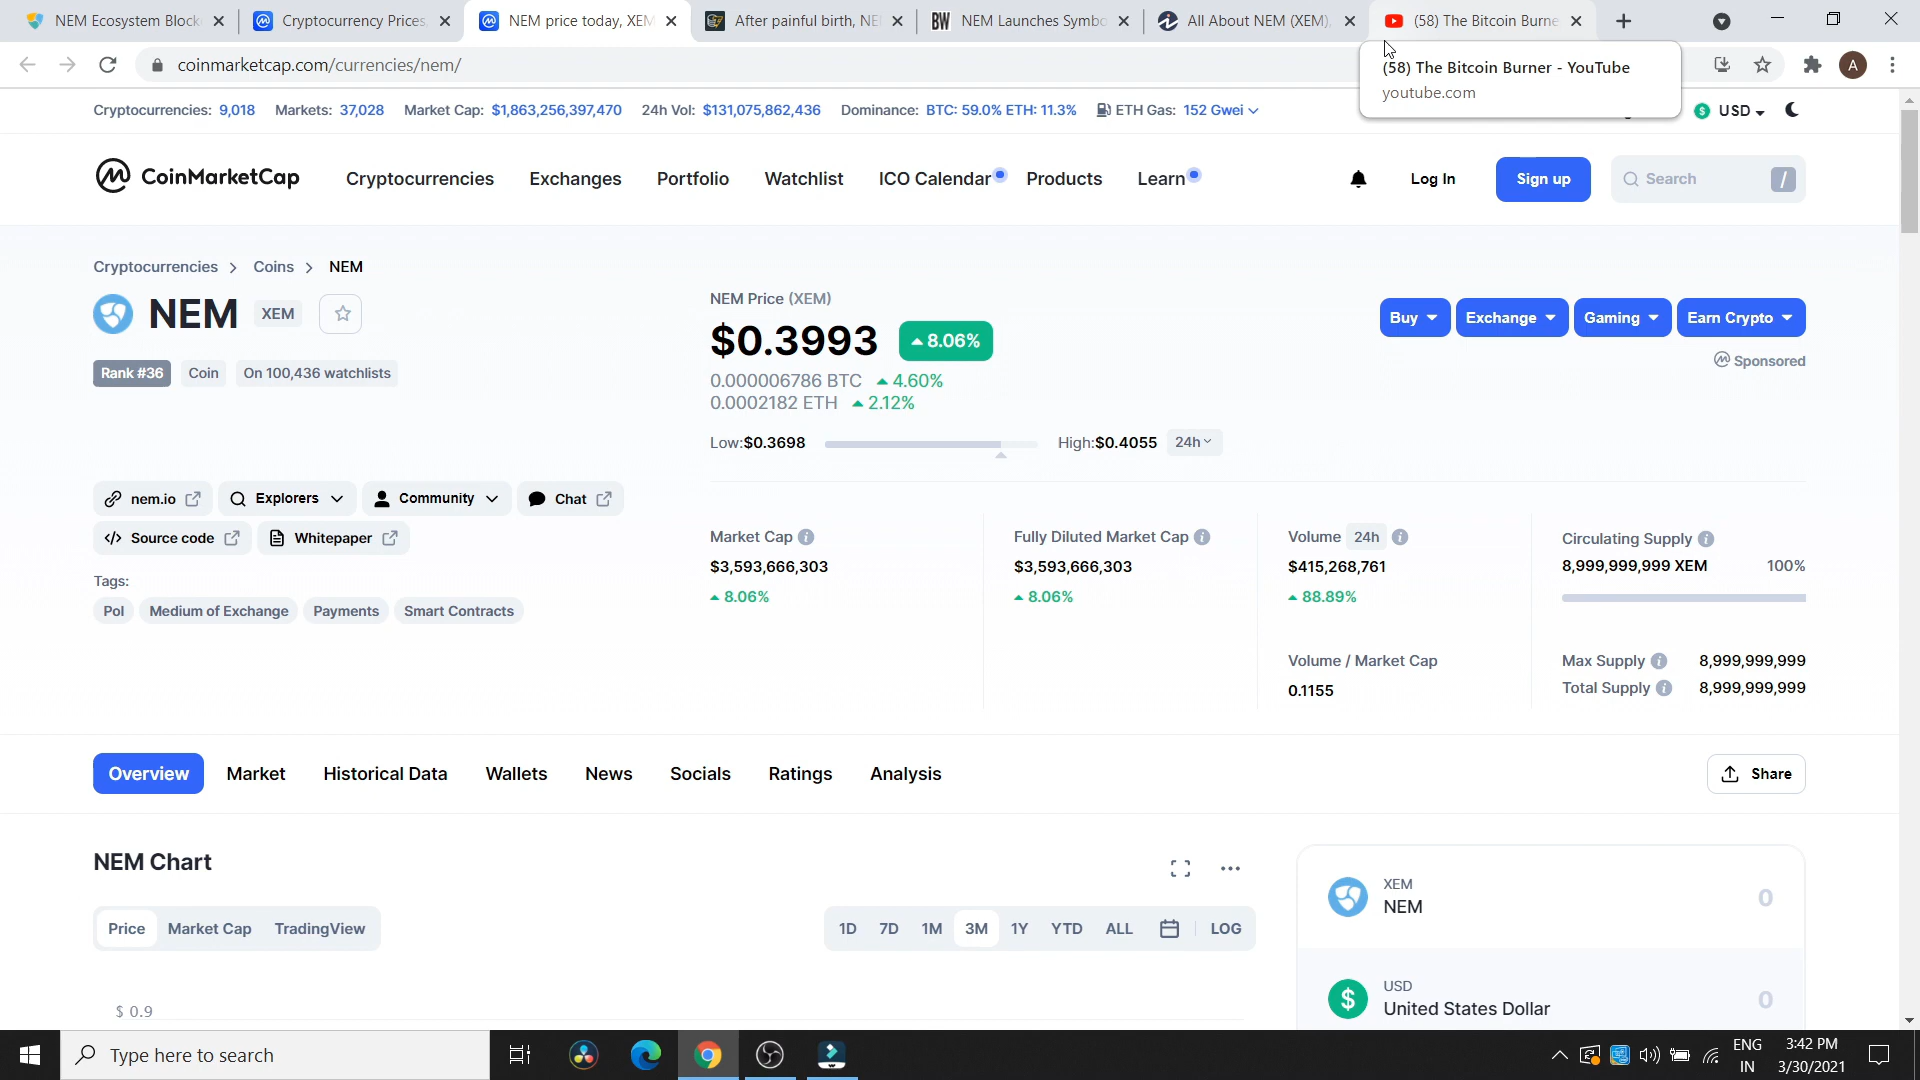 NEM Ecosystem Block
Cryptocurrency Prices,
NEM price today, XEM
After painful birth, NE
BW NEM Launches Symbo
All About NEM (XEM),
(58) The Bitcoin Burne
coinmarketcap.com/currencies/nem/
A
(58) The Bitcoin Burner - YouTube
youtube.com
Cryptocurrencies: 9,018 Markets: 37,028 Market Cap: $1,863,256,397,470 24h Vol: $131,075,862,436 Dominance: BTC: 59.0% ETH: 11.3% ETH Gas: 152 Gwei
$ USD
CoinMarketCap
Cryptocurrencies Exchanges Portfolio Watchlist ICO Calendar Products Learn
Log In Sign up Search /
Cryptocurrencies > Coins > NEM
NEM XEM
Rank #36 Coin On 100,436 watchlists
NEM Price (XEM)
$0.3993 8.06%
0.000006786 BTC 4.60%
0.0002182 ETH 2.12%
Low:$0.3698 High:$0.4055 24h
Buy Exchange Gaming Earn Crypto
Sponsored
nem.io Explorers Community Chat
</> Source code Whitepaper
Tags:
PoI Medium of Exchange Payments Smart Contracts
Market Cap
$3,593,666,303
8.06%
Fully Diluted Market Cap
$3,593,666,303
8.06%
Volume 24h
$415,268,761
88.89%
Volume / Market Cap
0.1155
Circulating Supply
8,999,999,999 XEM 100%
Max Supply 8,999,999,999
Total Supply 8,999,999,999
Overview Market Historical Data Wallets News Socials Ratings Analysis
Share
NEM Chart
Price Market Cap TradingView
1D 7D 1M 3M 1Y YTD ALL LOG
$ 0.9
XEM
NEM 0
USD
$ United States Dollar 0
Type here to search
ENG
IN
3:42 PM
3/30/2021